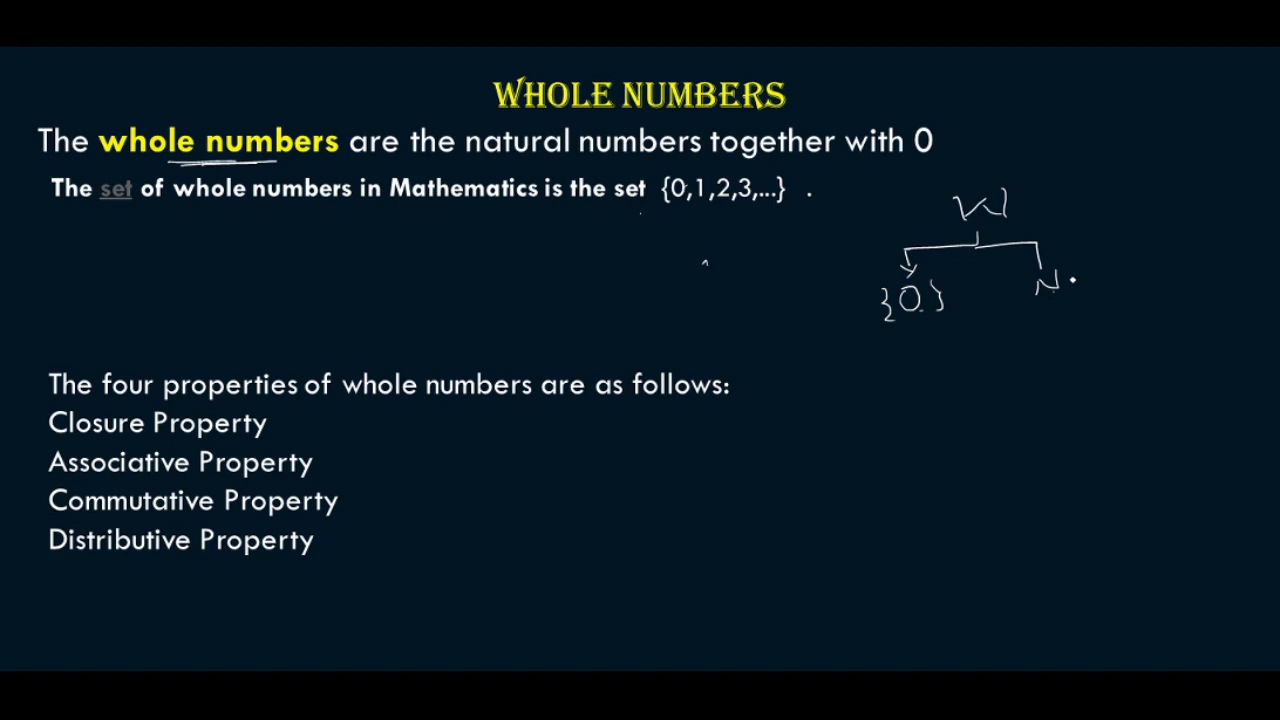 WHOLE NUMBERS
The whole numbers are the natural numbers together with 0
The set of whole numbers in Mathematics is the set {0,1,2,3,...} .
W
{0} N
The four properties of whole numbers are as follows:
Closure Property
Associative Property
Commutative Property
Distributive Property